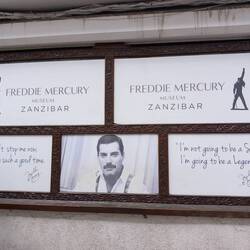 FREDDIE MERCURY
MUSEUM
ZANZIBAR
FREDDIE MERCURY
MUSEUM
ZANZIBAR
stop me now,
such a good time.
"I'm not going to be a S
I'm going to be a Legen